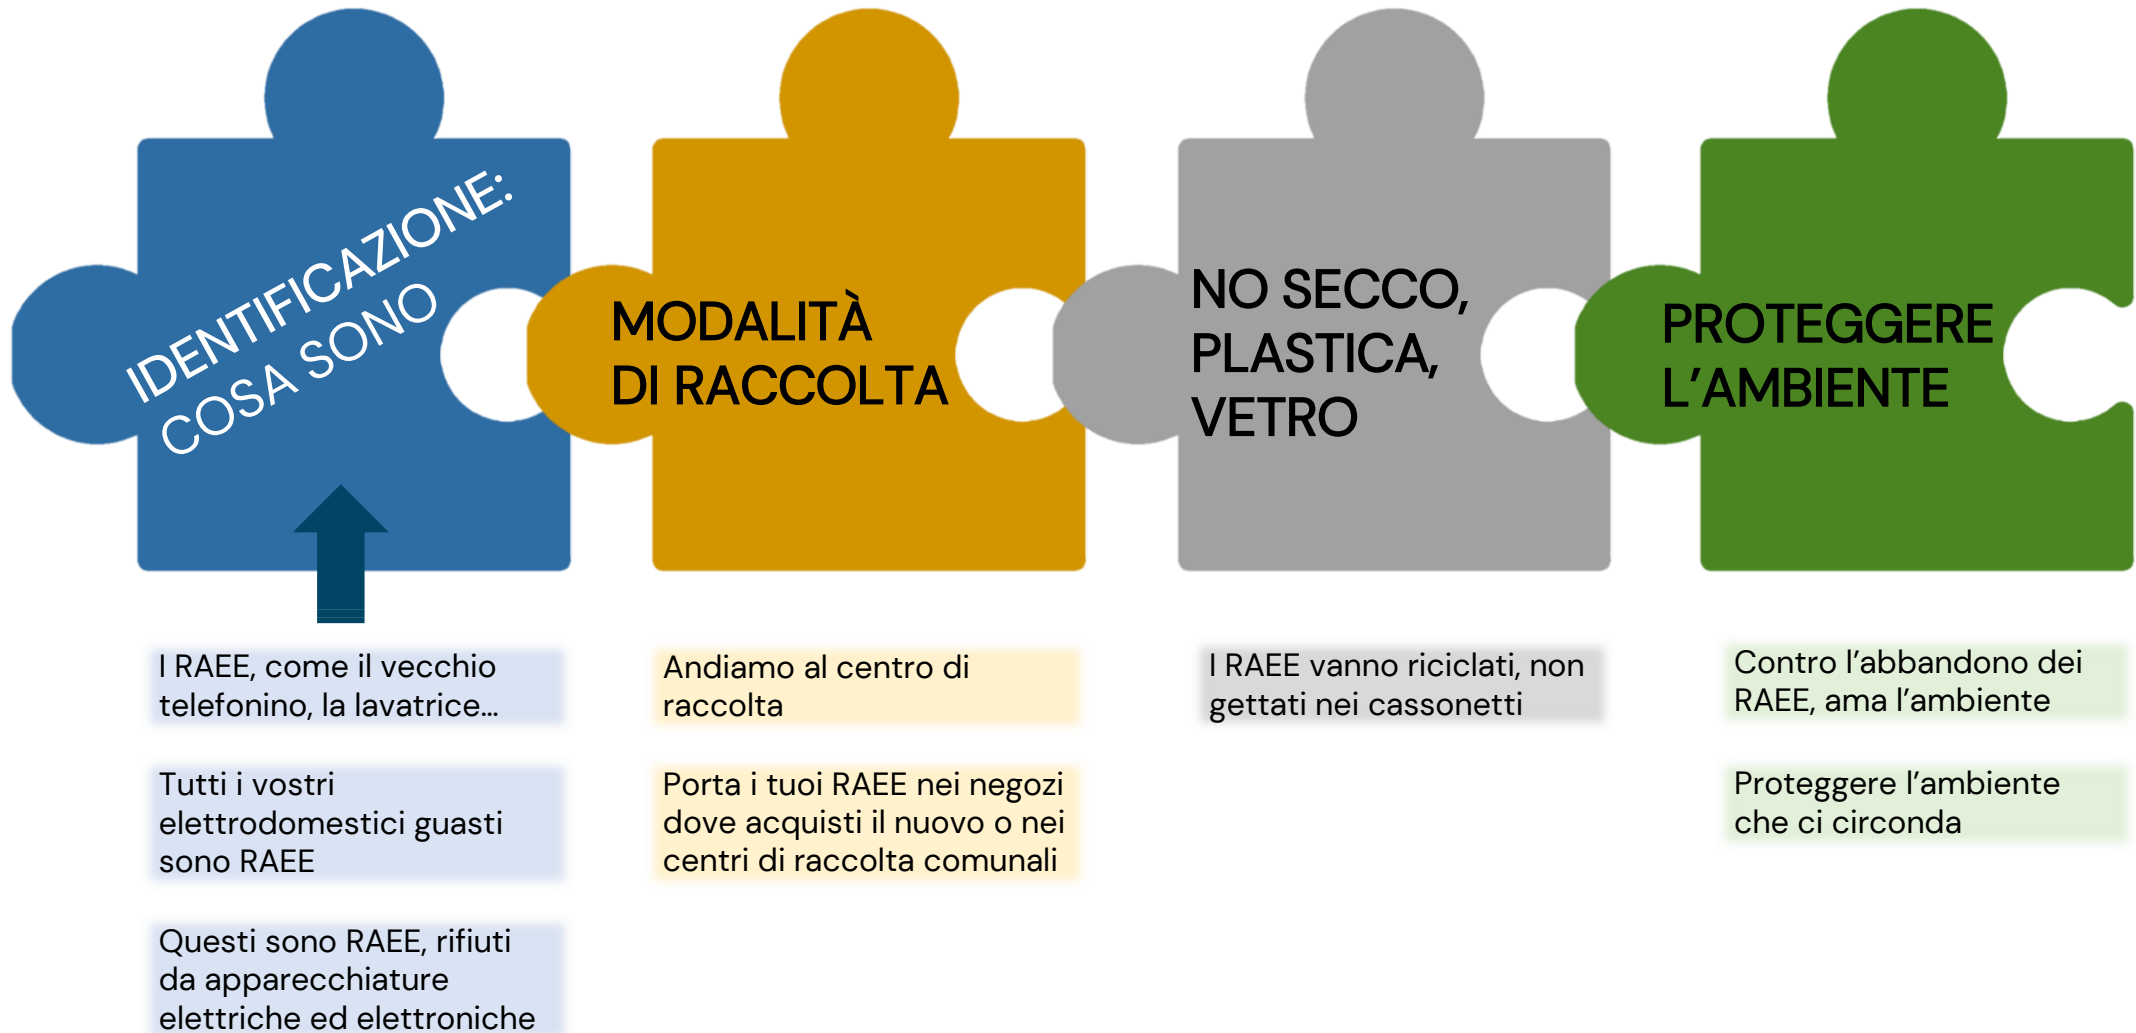 IDENTIFICAZIONE:
COSA SONO
MODALITÀ
DI RACCOLTA
NO SECCO,
PLASTICA,
VETRO
PROTEGGERE
L’AMBIENTE
I RAEE, come il vecchio
telefonino, la lavatrice...
Tutti i vostri
elettrodomestici guasti
sono RAEE
Questi sono RAEE, rifiuti
da apparecchiature
elettriche ed elettroniche
Andiamo al centro di
raccolta
Porta i tuoi RAEE nei negozi
dove acquisti il nuovo o nei
centri di raccolta comunali
I RAEE vanno riciclati, non
gettati nei cassonetti
Contro l’abbandono dei
RAEE, ama l’ambiente
Proteggere l’ambiente
che ci circonda